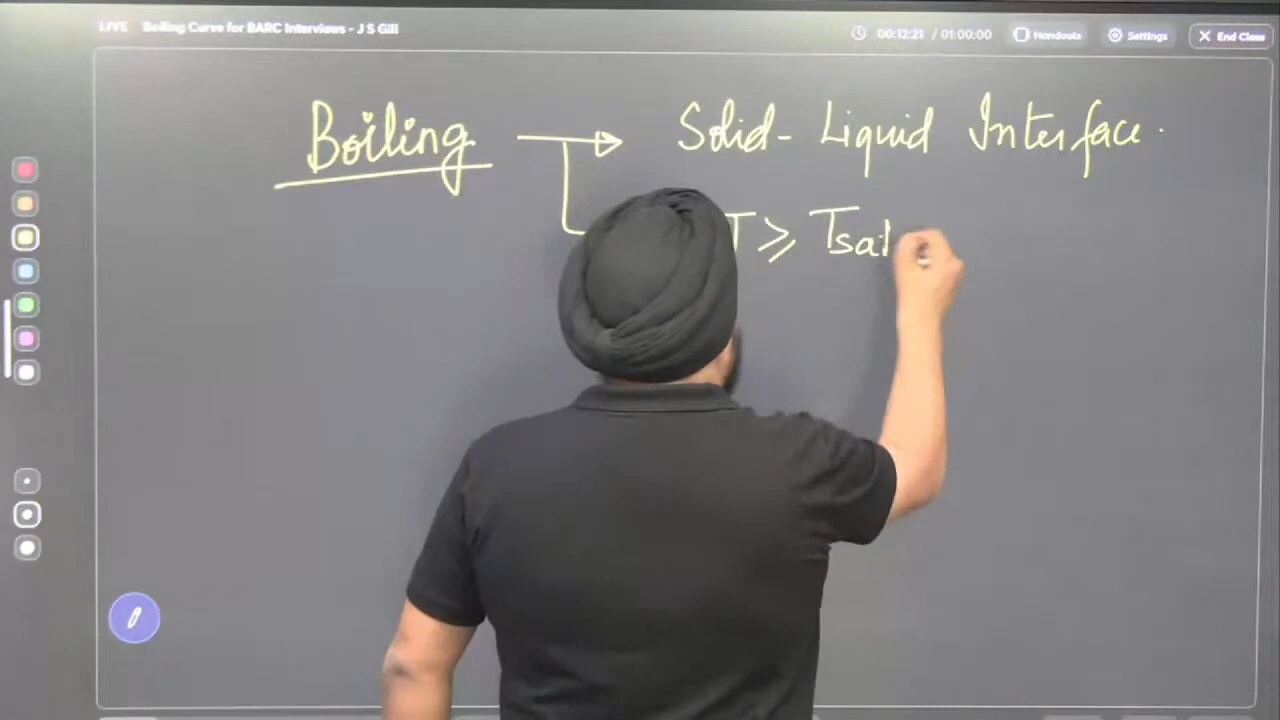 LIVE Boiling Curve for BARC Interviews - J S Gill
00:12:21 / 01:00:00
Handouts
Settings
End Class
Boiling → Solid- Liquid Interface.
T ⩾ Tsat